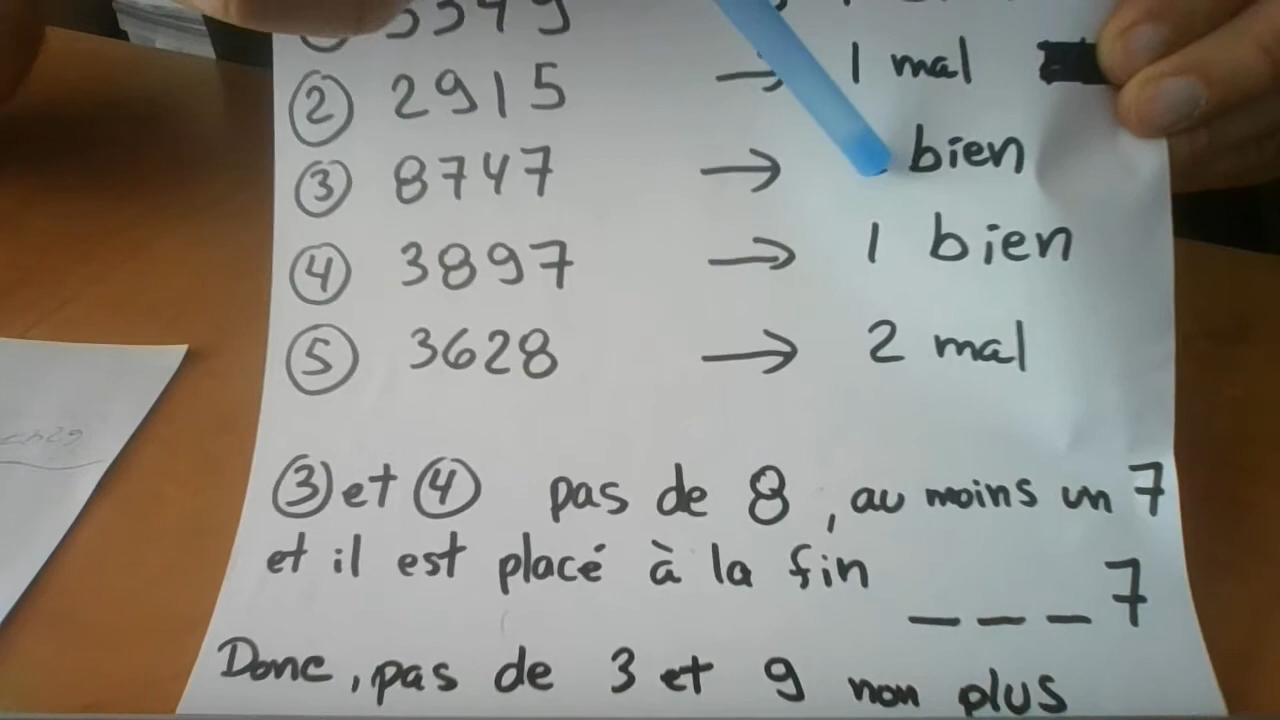 ② 2915 → 1 mal
③ 8747 → bien
④ 3897 → 1 bien
⑤ 3628 → 2 mal
③ et ④ pas de 8, au moins un 7
et il est placé à la fin _ _ _ 7
Donc, pas de 3 et 9 non plus